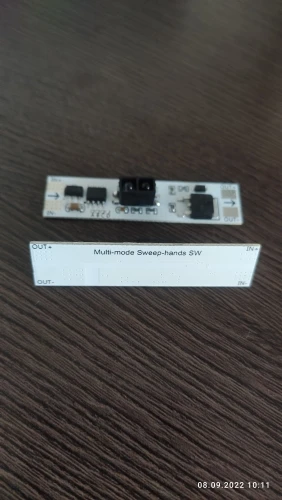 OUT+
IN+
Multi-mode Sweep-hands SW
OUT-
IN-
08.09.2022 10:11